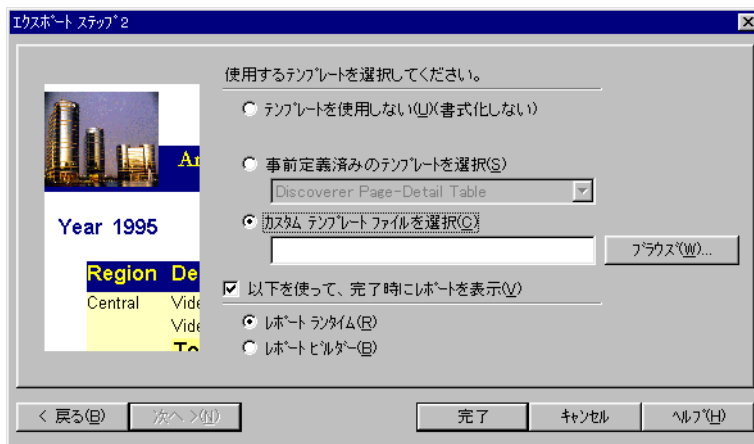 エクスポート ステップ2
使用するテンプレートを選択してください。
テンプレートを使用しない(U)(書式化しない)
事前定義済みのテンプレートを選択(S)
Discoverer Page-Detail Table
カスタム テンプレート ファイルを選択(C)
ブラウズ(W)...
以下を使って、完了時にレポートを表示(V)
レポート ランタイム(R)
レポート ビルダー(B)
Year 1995
Region De
Central Vide
Vide
To
< 戻る(B)
次へ >(N)
完了
キャンセル
ヘルプ(H)